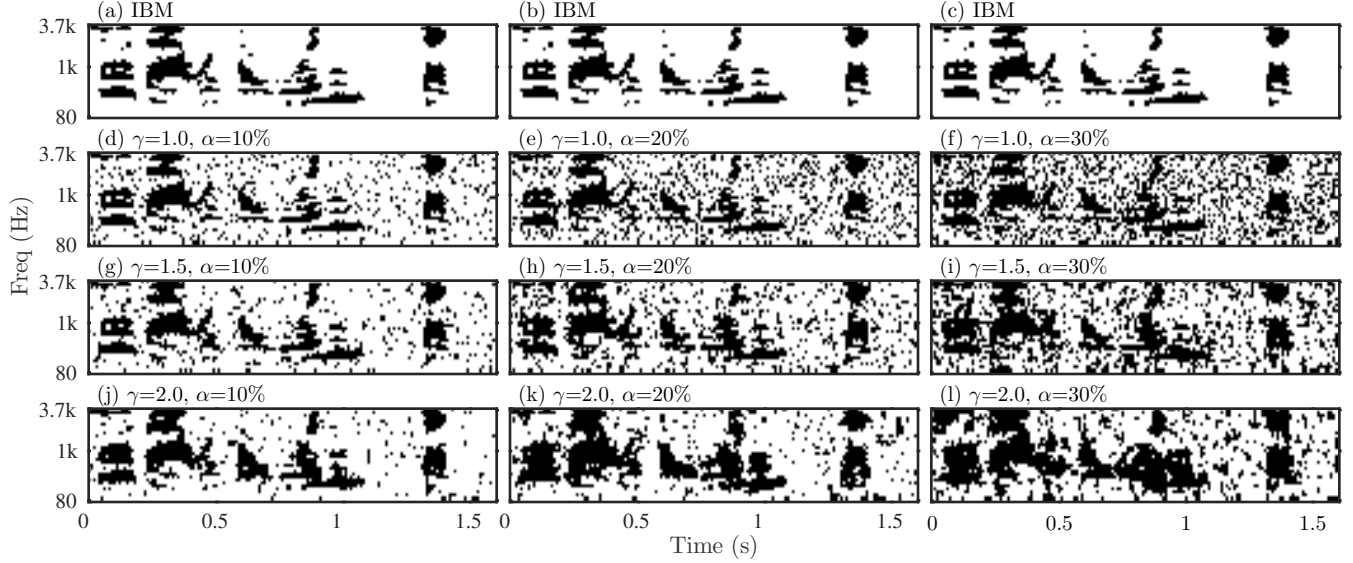 (a) IBM
(b) IBM
(c) IBM
3.7k
1k
80
(d) γ=1.0, α=10%
(e) γ=1.0, α=20%
(f) γ=1.0, α=30%
3.7k
1k
80
(g) γ=1.5, α=10%
(h) γ=1.5, α=20%
(i) γ=1.5, α=30%
3.7k
1k
80
(j) γ=2.0, α=10%
(k) γ=2.0, α=20%
(l) γ=2.0, α=30%
3.7k
1k
80
Freq (Hz)
0 0.5 1 1.5 0 0.5 1 1.5 0 0.5 1 1.5
Time (s)